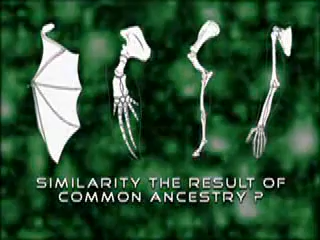 SIMILARITY THE RESULT OF
COMMON ANCESTRY ?